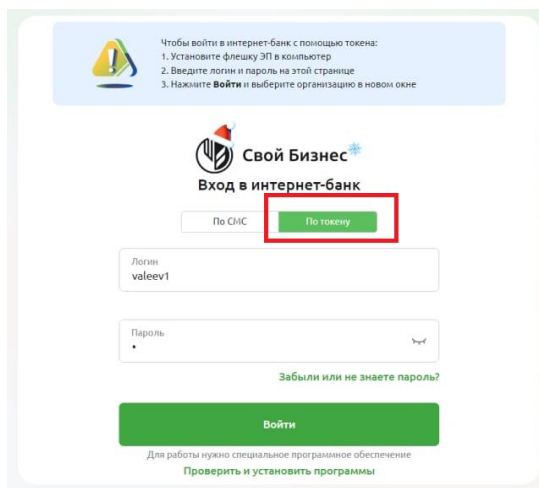 Чтобы войти в интернет-банк с помощью токена:
1. Установите флешку ЭП в компьютер
2. Введите логин и пароль на этой странице
3. Нажмите Войти и выберите организацию в новом окне
Свой Бизнес
Вход в интернет-банк
По СМС
По токену
Логин
valeev1
Пароль
•
Забыли или не знаете пароль?
Войти
Для работы нужно специальное программное обеспечение
Проверить и установить программы